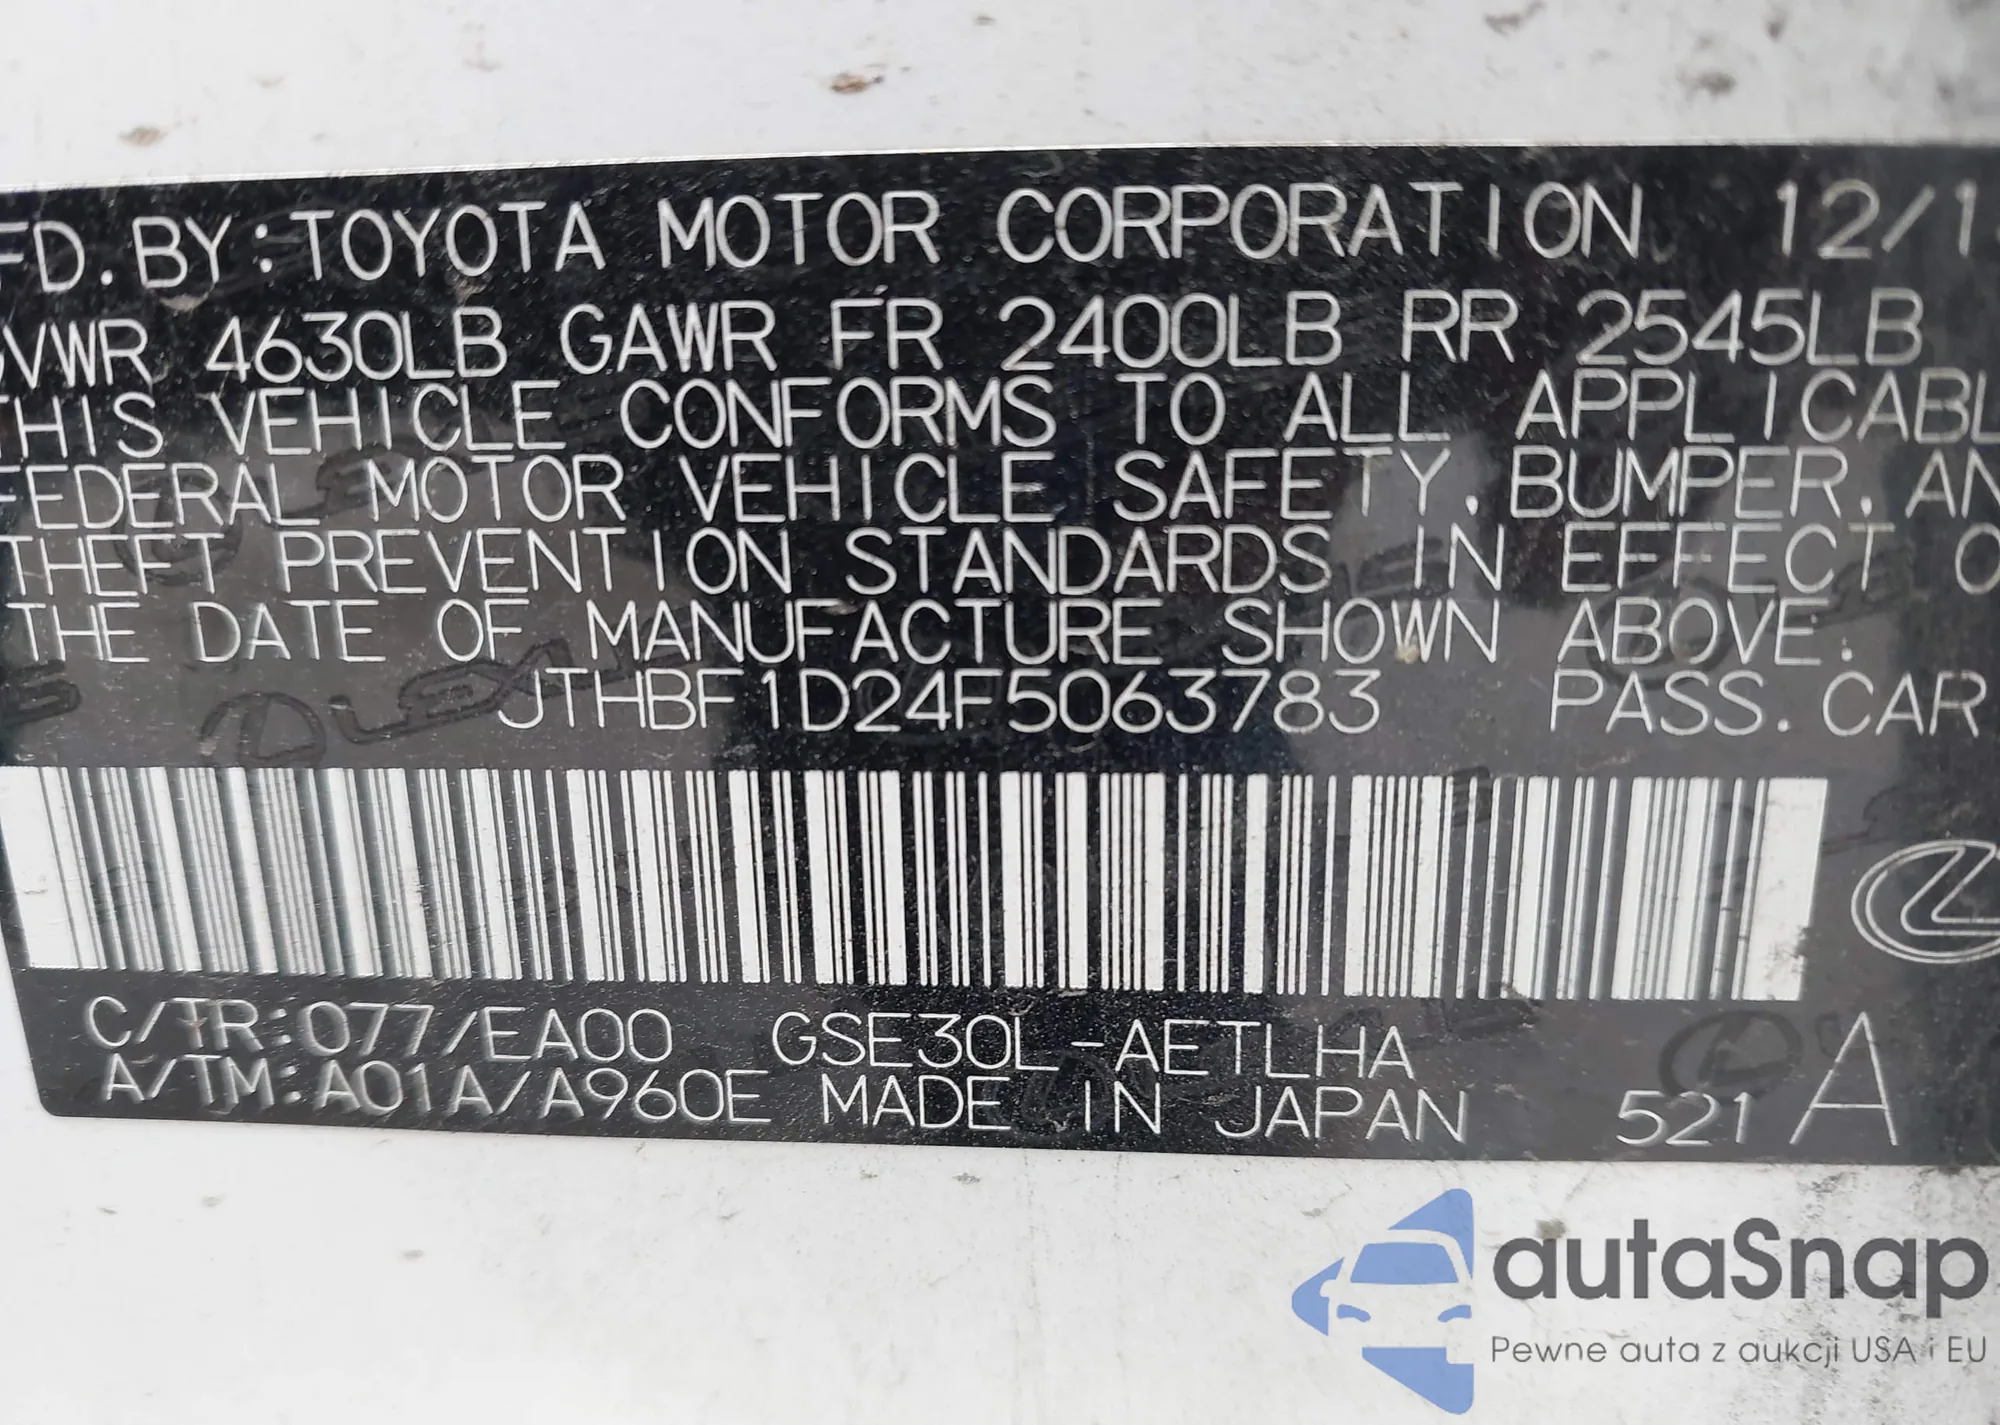 FD. BY: TOYOTA MOTOR CORPORATION 12/1
VWR 4630LB GAWR FR 2400LB RR 2545LB
THIS VEHICLE CONFORMS TO ALL APPLICABL
FEDERAL MOTOR VEHICLE SAFETY, BUMPER, AN
THEFT PREVENTION STANDARDS IN EFFECT O
THE DATE OF MANUFACTURE SHOWN ABOVE.
JTHBF1D24F5063783 PASS. CAR
C/TR:077/EA00 GSE30L-AETLHA
A/TM:A01A/A960E MADE IN JAPAN 521 A
autaSnap
Pewne auta z aukcji USA i EU